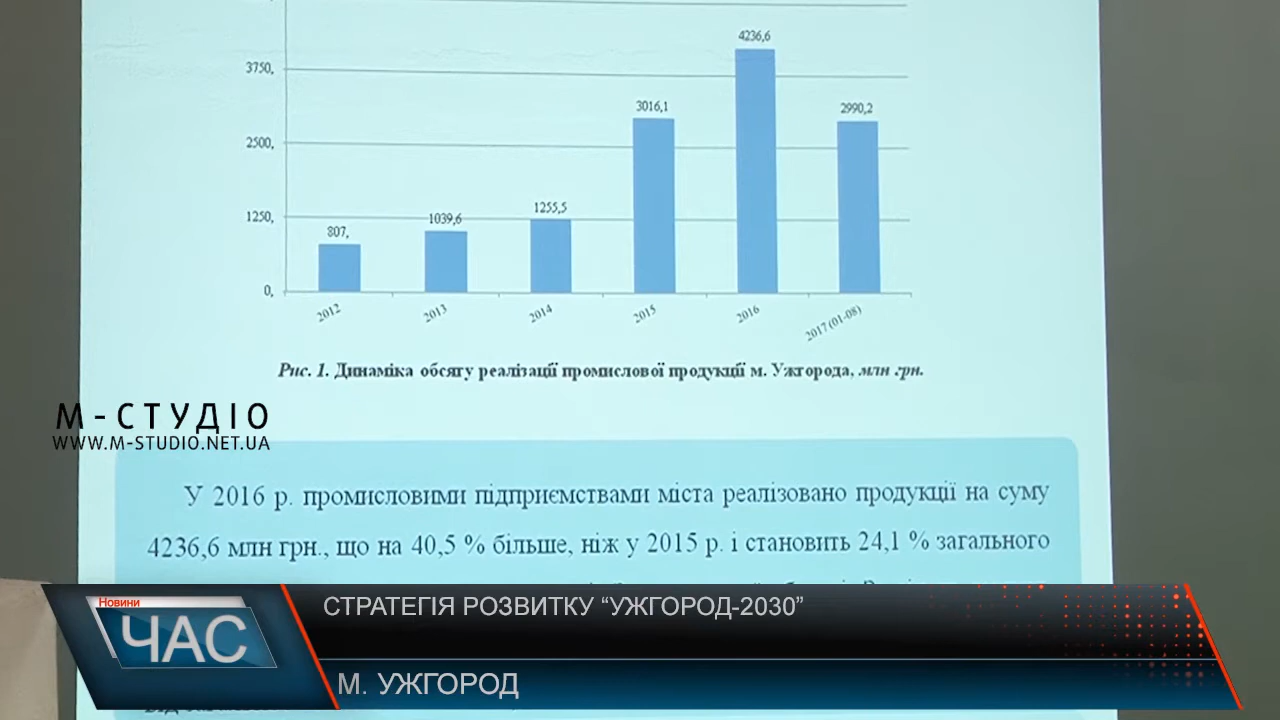 4236,6
3750,
3016,1
2990,2
2500,
1250,
1255,5
1039,6
807,
0,
2012
2013
2014
2015
2016
2017 (01-08)
Рис. 1. Динаміка обсягу реалізації промислової продукції м. Ужгорода, млн грн.
М-СТУДІО
WWW.M-STUDIO.NET.UA
У 2016 р. промисловими підприємствами міста реалізовано продукції на суму
4236,6 млн грн., що на 40,5 % більше, ніж у 2015 р. і становить 24,1 % загального
Новини
ЧАС
СТРАТЕГІЯ РОЗВИТКУ “УЖГОРОД-2030”
М. УЖГОРОД